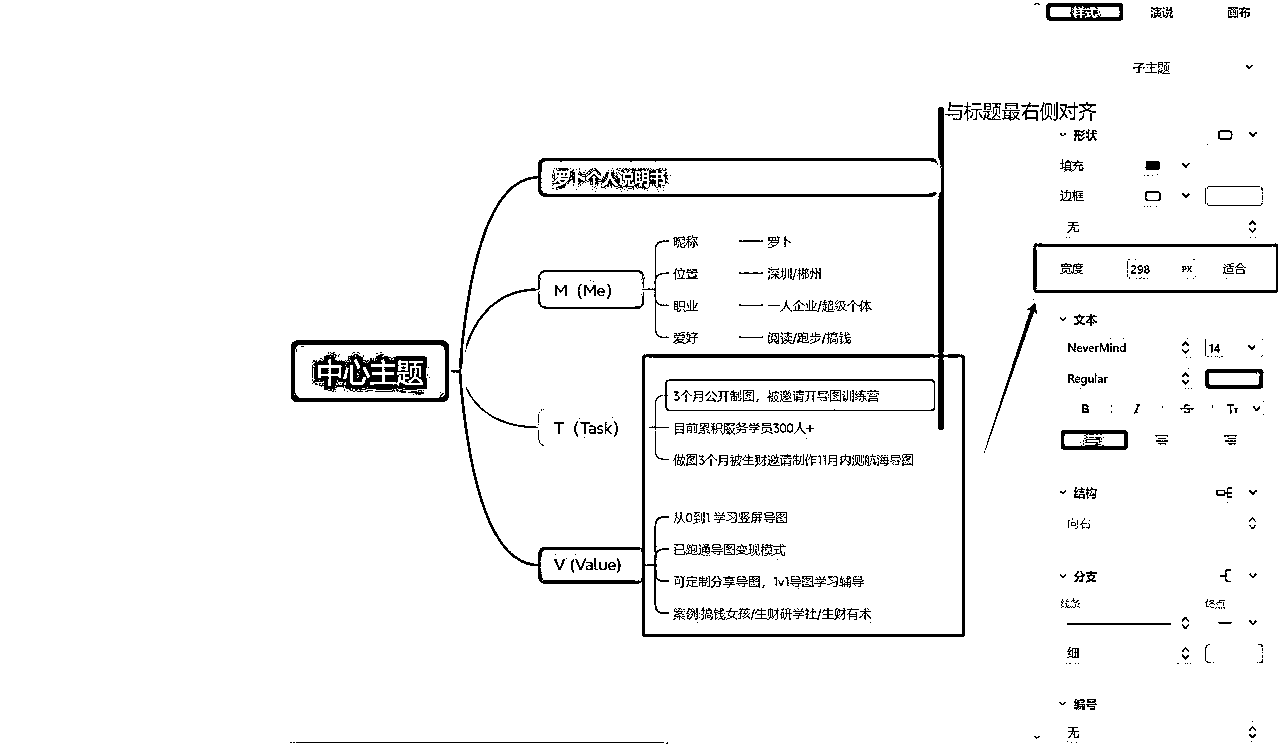 样式 演说 画布
子主题
与标题最右侧对齐
形状
填充
边框
无
宽度 298 PX 适合
文本
NeverMind 14
Regular
B I S Tт
结构
向右
分支
线条 终点
细
编号
无
中心主题
罗卜个人说明书
M（Me）
昵称 罗卜
位置 深圳/郴州
职业 一人企业/超级个体
爱好 阅读/跑步/搞钱
T（Task）
3个月公开制图，被邀请开导图训练营
目前累积服务学员300人+
做图3个月被生财邀请制作11月内测航海导图
V (Value)
从0到1 学习竖屏导图
已跑通导图变现模式
可定制分享导图，1v1导图学习辅导
案例:搞钱女孩/生财研学社/生财有术